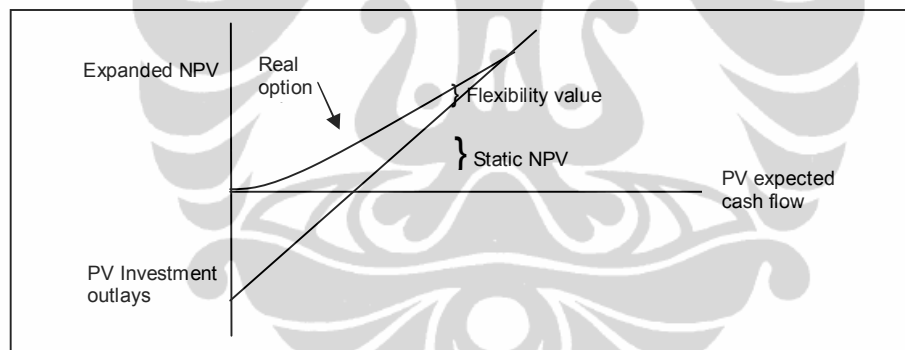 Expanded NPV
Real
option
} Flexibility value
} Static NPV
PV expected
cash flow
PV Investment
outlays